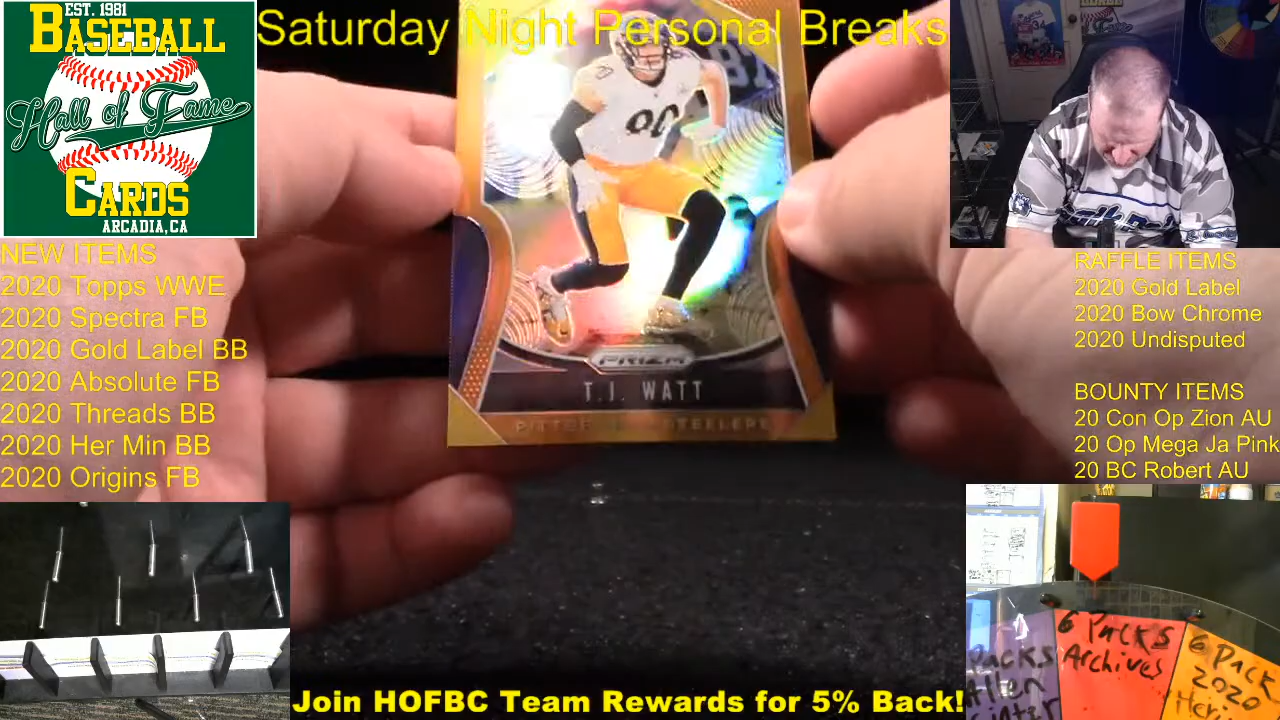 EST. 1981
BASEBALL
Hall of Fame
CARDS
ARCADIA, CA
Saturday Night Personal Breaks
NEW ITEMS
2020 Topps WWE
2020 Spectra FB
2020 Gold Label BB
2020 Absolute FB
2020 Threads BB
2020 Her Min BB
2020 Origins FB
90
PRIZM
T.J. WATT
RAFFLE ITEMS
2020 Gold Label
2020 Bow Chrome
2020 Undisputed
BOUNTY ITEMS
20 Con Op Zion AU
20 Op Mega Ja Pink
20 BC Robert AU
6 Packs
Archives
6 Pack
2020
Join HOFBC Team Rewards for 5% Back!